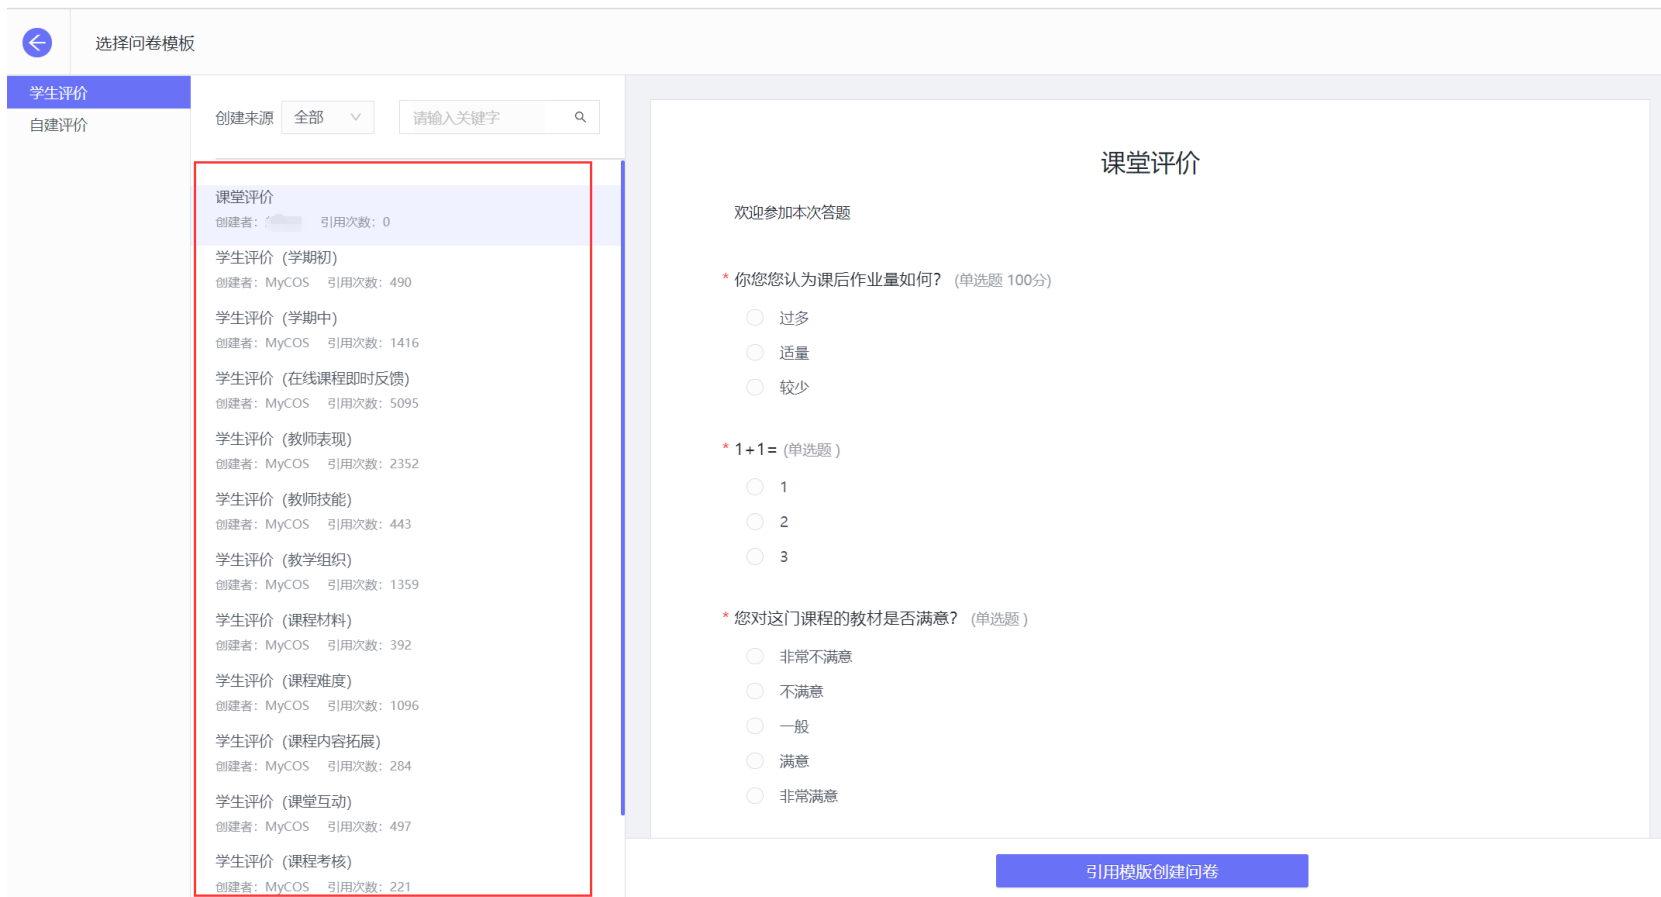 选择问卷模板
学生评价
自建评价
创建来源 全部 请输入关键字
课堂评价
创建者： 引用次数：0
学生评价（学期初）
创建者：MyCOS 引用次数：490
学生评价（学期中）
创建者：MyCOS 引用次数：1416
学生评价（在线课程即时反馈）
创建者：MyCOS 引用次数：5095
学生评价（教师表现）
创建者：MyCOS 引用次数：2352
学生评价（教师技能）
创建者：MyCOS 引用次数：443
学生评价（教学组织）
创建者：MyCOS 引用次数：1359
学生评价（课程材料）
创建者：MyCOS 引用次数：392
学生评价（课程难度）
创建者：MyCOS 引用次数：1096
学生评价（课程内容拓展）
创建者：MyCOS 引用次数：284
学生评价（课堂互动）
创建者：MyCOS 引用次数：497
学生评价（课程考核）
创建者：MyCOS 引用次数：221
课堂评价
欢迎参加本次答题
* 你您您认为课后作业量如何？ (单选题 100分)
过多
适量
较少
* 1+1= (单选题 )
1
2
3
* 您对这门课程的教材是否满意？ (单选题 )
非常不满意
不满意
一般
满意
非常满意
引用模版创建问卷